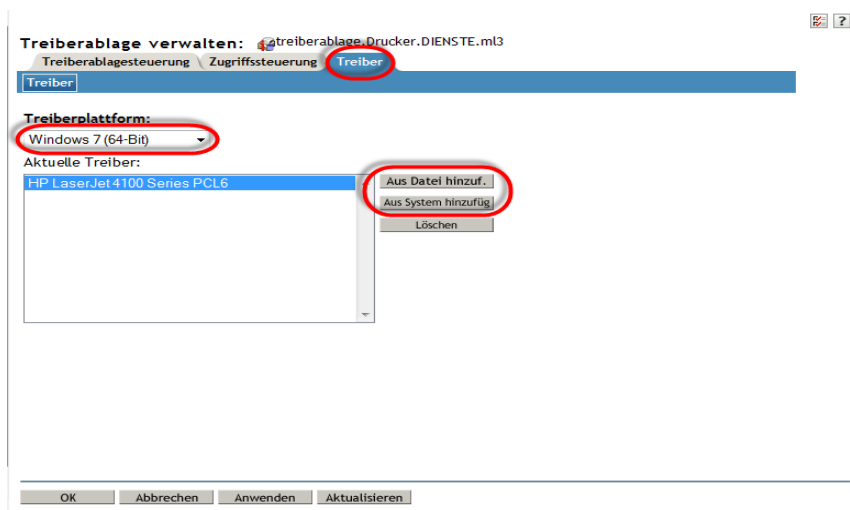 ?
Treiberablage verwalten: treiberablage.Drucker.DIENSTE.ml3
Treiberablagesteuerung Zugriffssteuerung Treiber
Treiber
Treiberplattform:
Windows 7 (64-Bit)
Aktuelle Treiber:
HP LaserJet 4100 Series PCL6
Aus Datei hinzuf.
Aus System hinzufüg
Löschen
OK Abbrechen Anwenden Aktualisieren